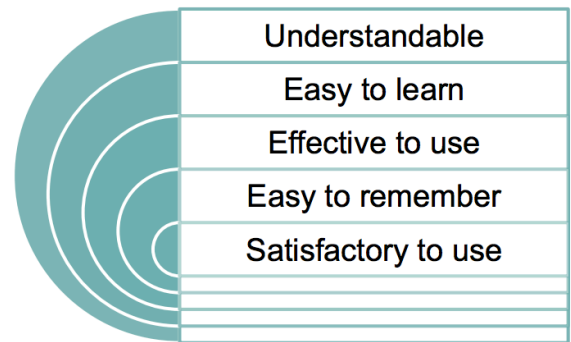 Understandable
Easy to learn
Effective to use
Easy to remember
Satisfactory to use